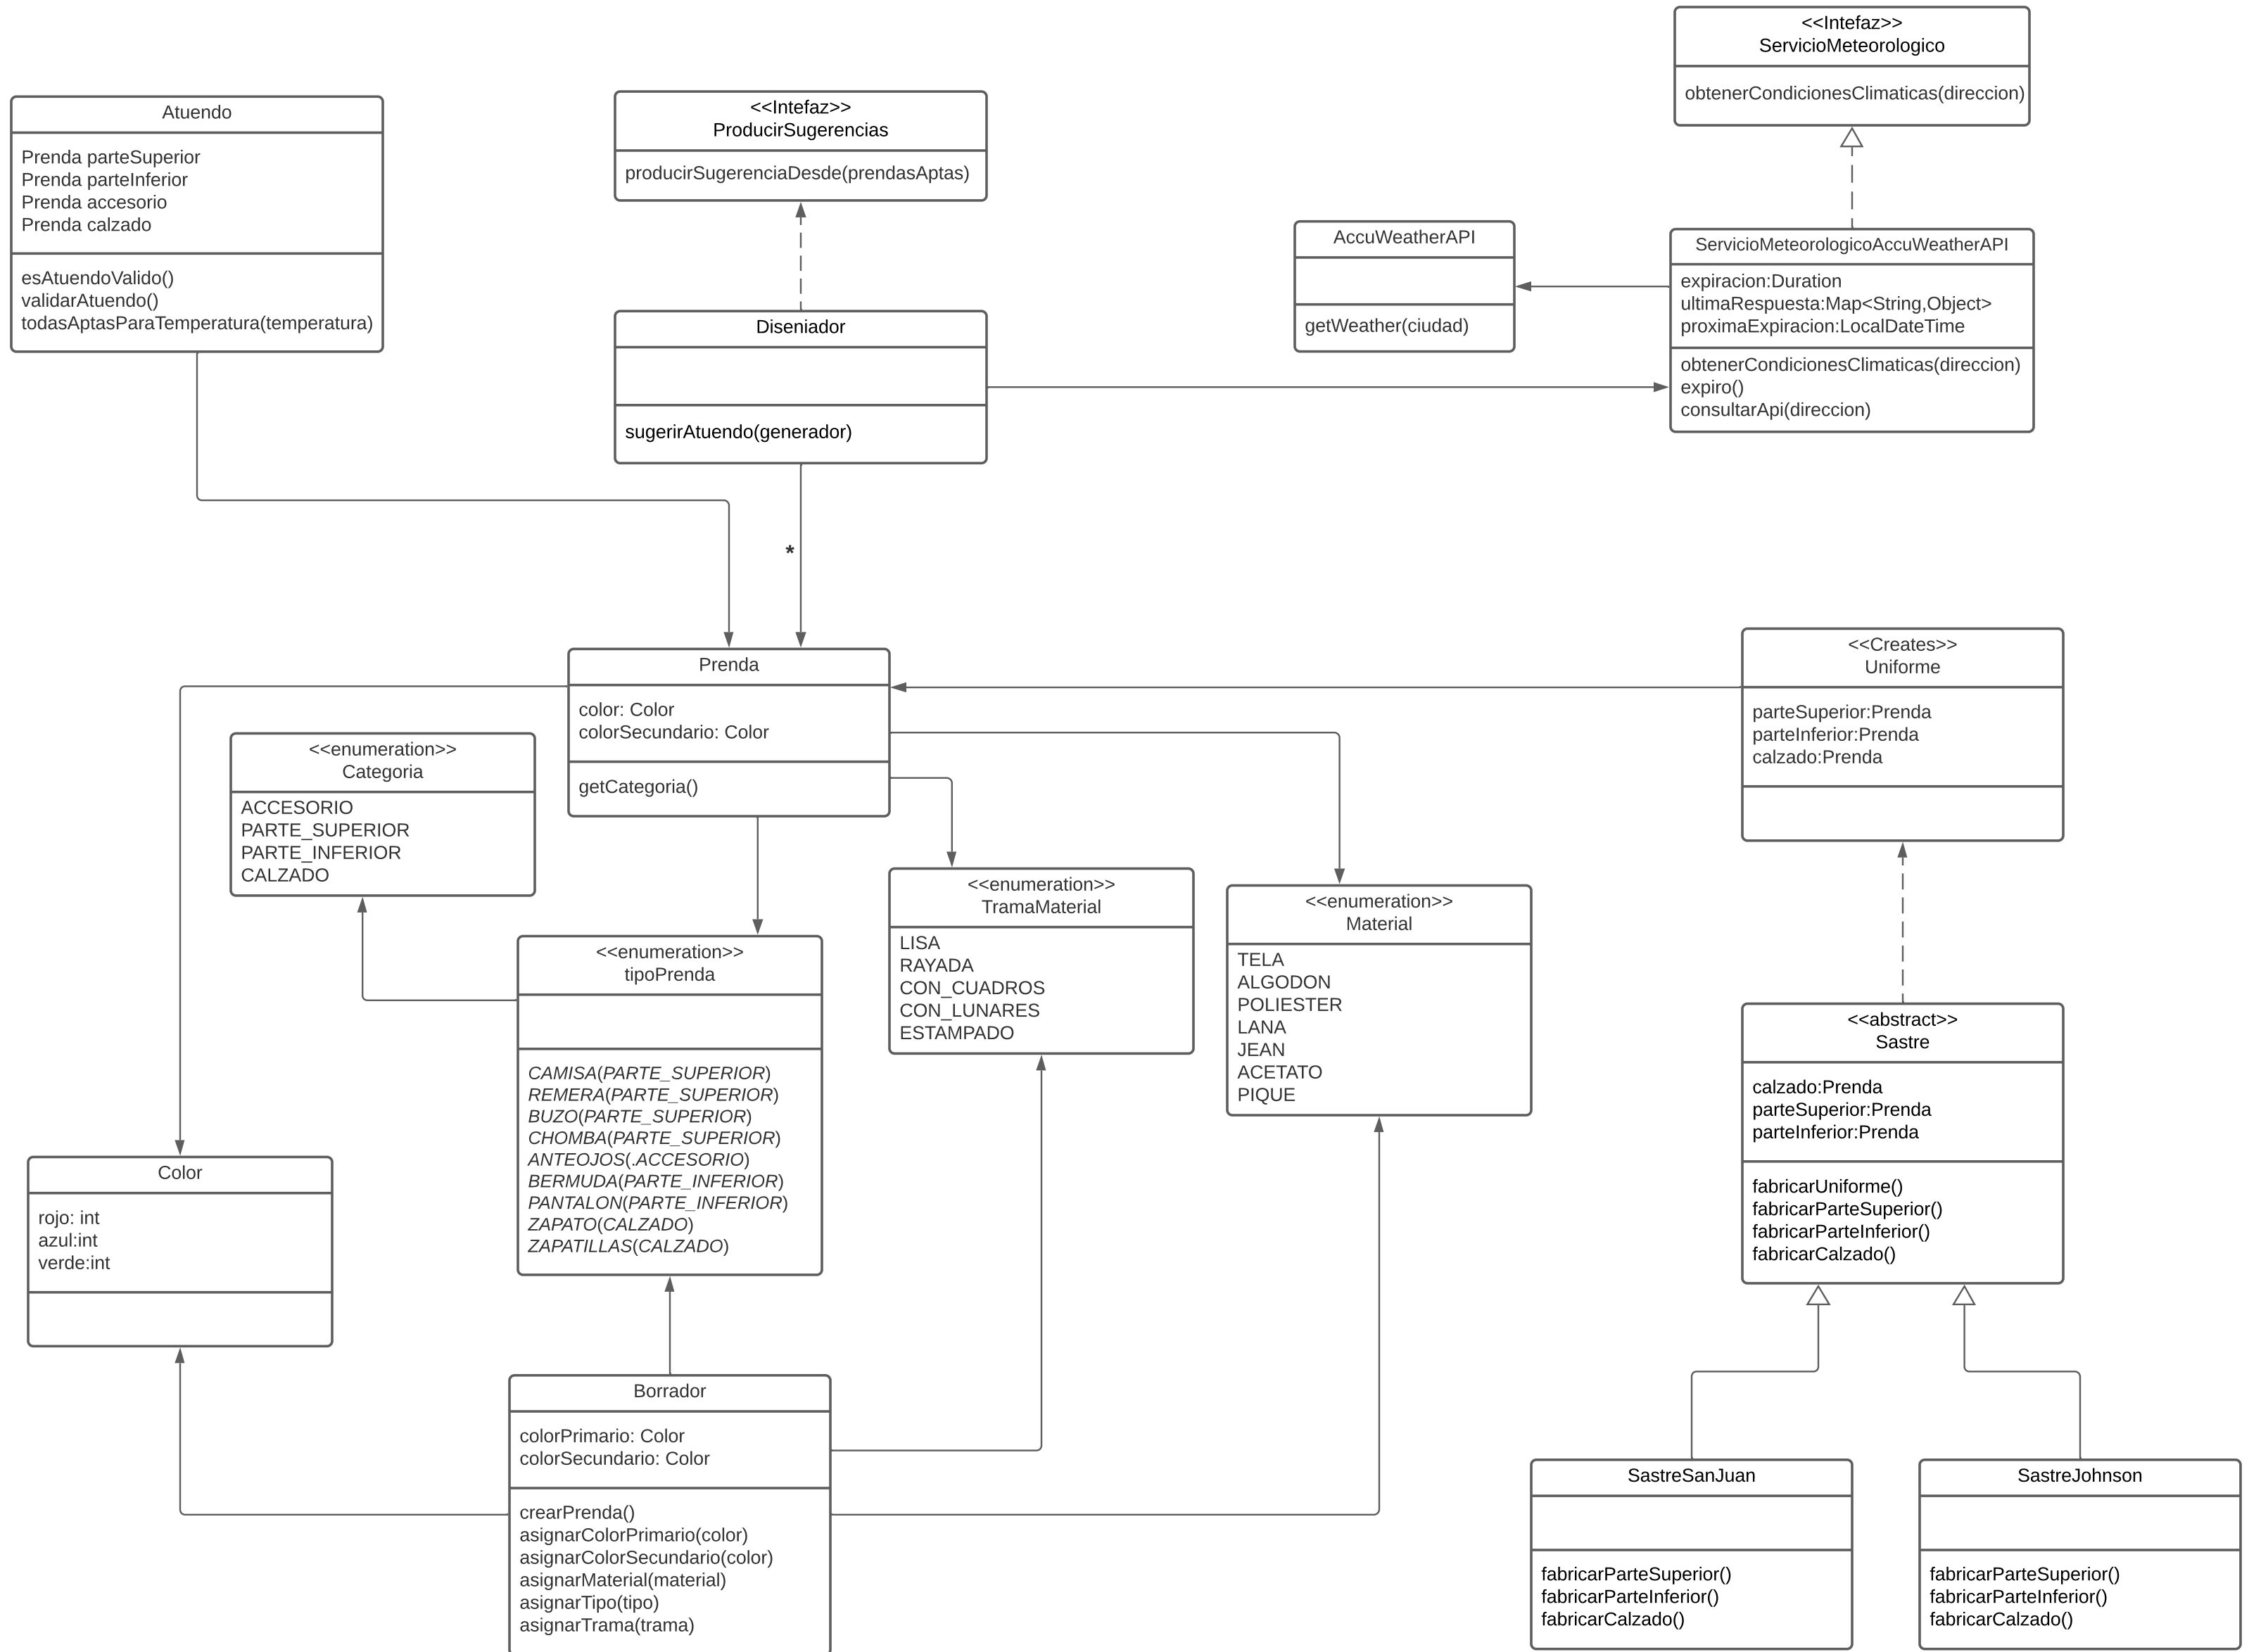 <<Intefaz>>
ServicioMeteorologico
obtenerCondicionesClimaticas(direccion)
Atuendo
Prenda parteSuperior
Prenda parteInferior
Prenda accesorio
Prenda calzado
esAtuendoValido()
validarAtuendo()
todasAptasParaTemperatura(temperatura)
<<Intefaz>>
ProducirSugerencias
producirSugerenciaDesde(prendasAptas)
AccuWeatherAPI
getWeather(ciudad)
ServicioMeteorologicoAccuWeatherAPI
expiracion:Duration
ultimaRespuesta:Map<String,Object>
proximaExpiracion:LocalDateTime
obtenerCondicionesClimaticas(direccion)
expiro()
consultarApi(direccion)
Diseniador
sugerirAtuendo(generador)
*
Prenda
color: Color
colorSecundario: Color
getCategoria()
<<Creates>>
Uniforme
parteSuperior:Prenda
parteInferior:Prenda
calzado:Prenda
<<enumeration>>
Categoria
ACCESORIO
PARTE_SUPERIOR
PARTE_INFERIOR
CALZADO
<<enumeration>>
tipoPrenda
CAMISA(PARTE_SUPERIOR)
REMERA(PARTE_SUPERIOR)
BUZO(PARTE_SUPERIOR)
CHOMBA(PARTE_SUPERIOR)
ANTEOJOS(.ACCESORIO)
BERMUDA(PARTE_INFERIOR)
PANTALON(PARTE_INFERIOR)
ZAPATO(CALZADO)
ZAPATILLAS(CALZADO)
<<enumeration>>
TramaMaterial
LISA
RAYADA
CON_CUADROS
CON_LUNARES
ESTAMPADO
<<enumeration>>
Material
TELA
ALGODON
POLIESTER
LANA
JEAN
ACETATO
PIQUE
<<abstract>>
Sastre
calzado:Prenda
parteSuperior:Prenda
parteInferior:Prenda
fabricarUniforme()
fabricarParteSuperior()
fabricarParteInferior()
fabricarCalzado()
Color
rojo: int
azul:int
verde:int
Borrador
colorPrimario: Color
colorSecundario: Color
crearPrenda()
asignarColorPrimario(color)
asignarColorSecundario(color)
asignarMaterial(material)
asignarTipo(tipo)
asignarTrama(trama)
SastreSanJuan
fabricarParteSuperior()
fabricarParteInferior()
fabricarCalzado()
SastreJohnson
fabricarParteSuperior()
fabricarParteInferior()
fabricarCalzado()